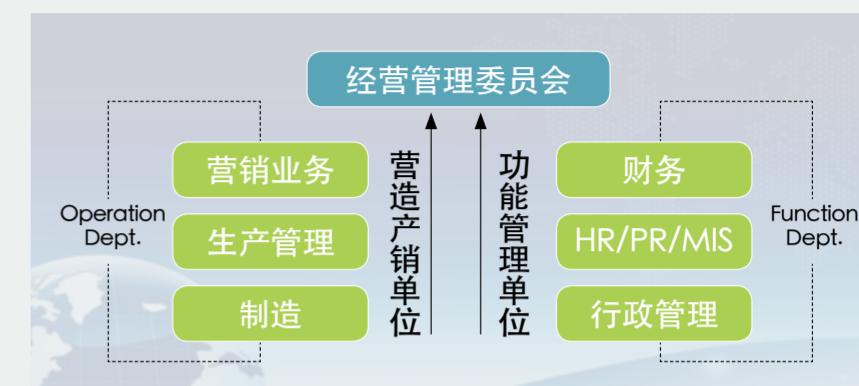 经营管理委员会
Operation
Dept.
营销业务
生产管理
制造
营造产销单位
功能管理单位
财务
HR/PR/MIS
行政管理
Function
Dept.